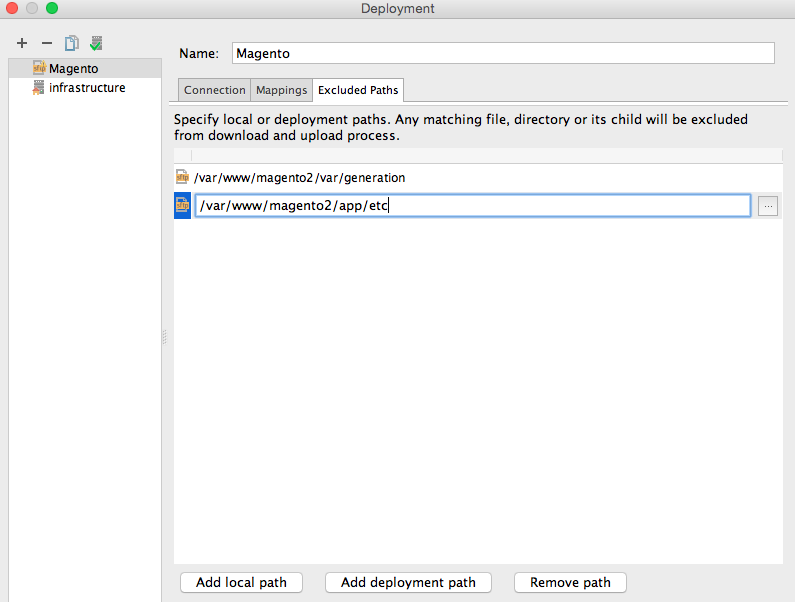 Deployment
Name: Magento
Magento
infrastructure
Connection Mappings Excluded Paths
Specify local or deployment paths. Any matching file, directory or its child will be excluded
from download and upload process.
sftp /var/www/magento2/var/generation
sftp /var/www/magento2/app/etc
...
Add local path Add deployment path Remove path